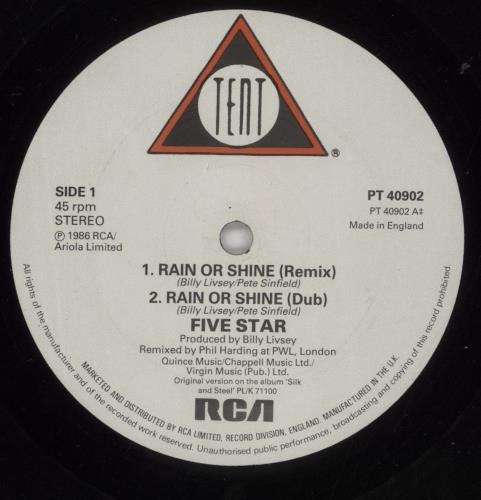 TENT
®
SIDE 1
45 rpm
STEREO
Ⓟ 1986 RCA/
Ariola Limited
PT 40902
PT 40902 A‡
Made in England
1. RAIN OR SHINE (Remix)
(Billy Livsey/Pete Sinfield)
2. RAIN OR SHINE (Dub)
(Billy Livsey/Pete Sinfield)
FIVE STAR
Produced by Billy Livsey
Remixed by Phil Harding at PWL, London
Quince Music/Chappell Music Ltd./
Virgin Music (Pub.) Ltd.
Original version on the album 'Silk
and Steel' PL/K 71100
RCA
MARKETED AND DISTRIBUTED BY RCA LIMITED, RECORD DIVISION, ENGLAND. MANUFACTURED IN THE U.K.
All rights of the manufacturer and of the recorded work reserved. Unauthorised public performance, broadcasting and copying of this record prohibited.